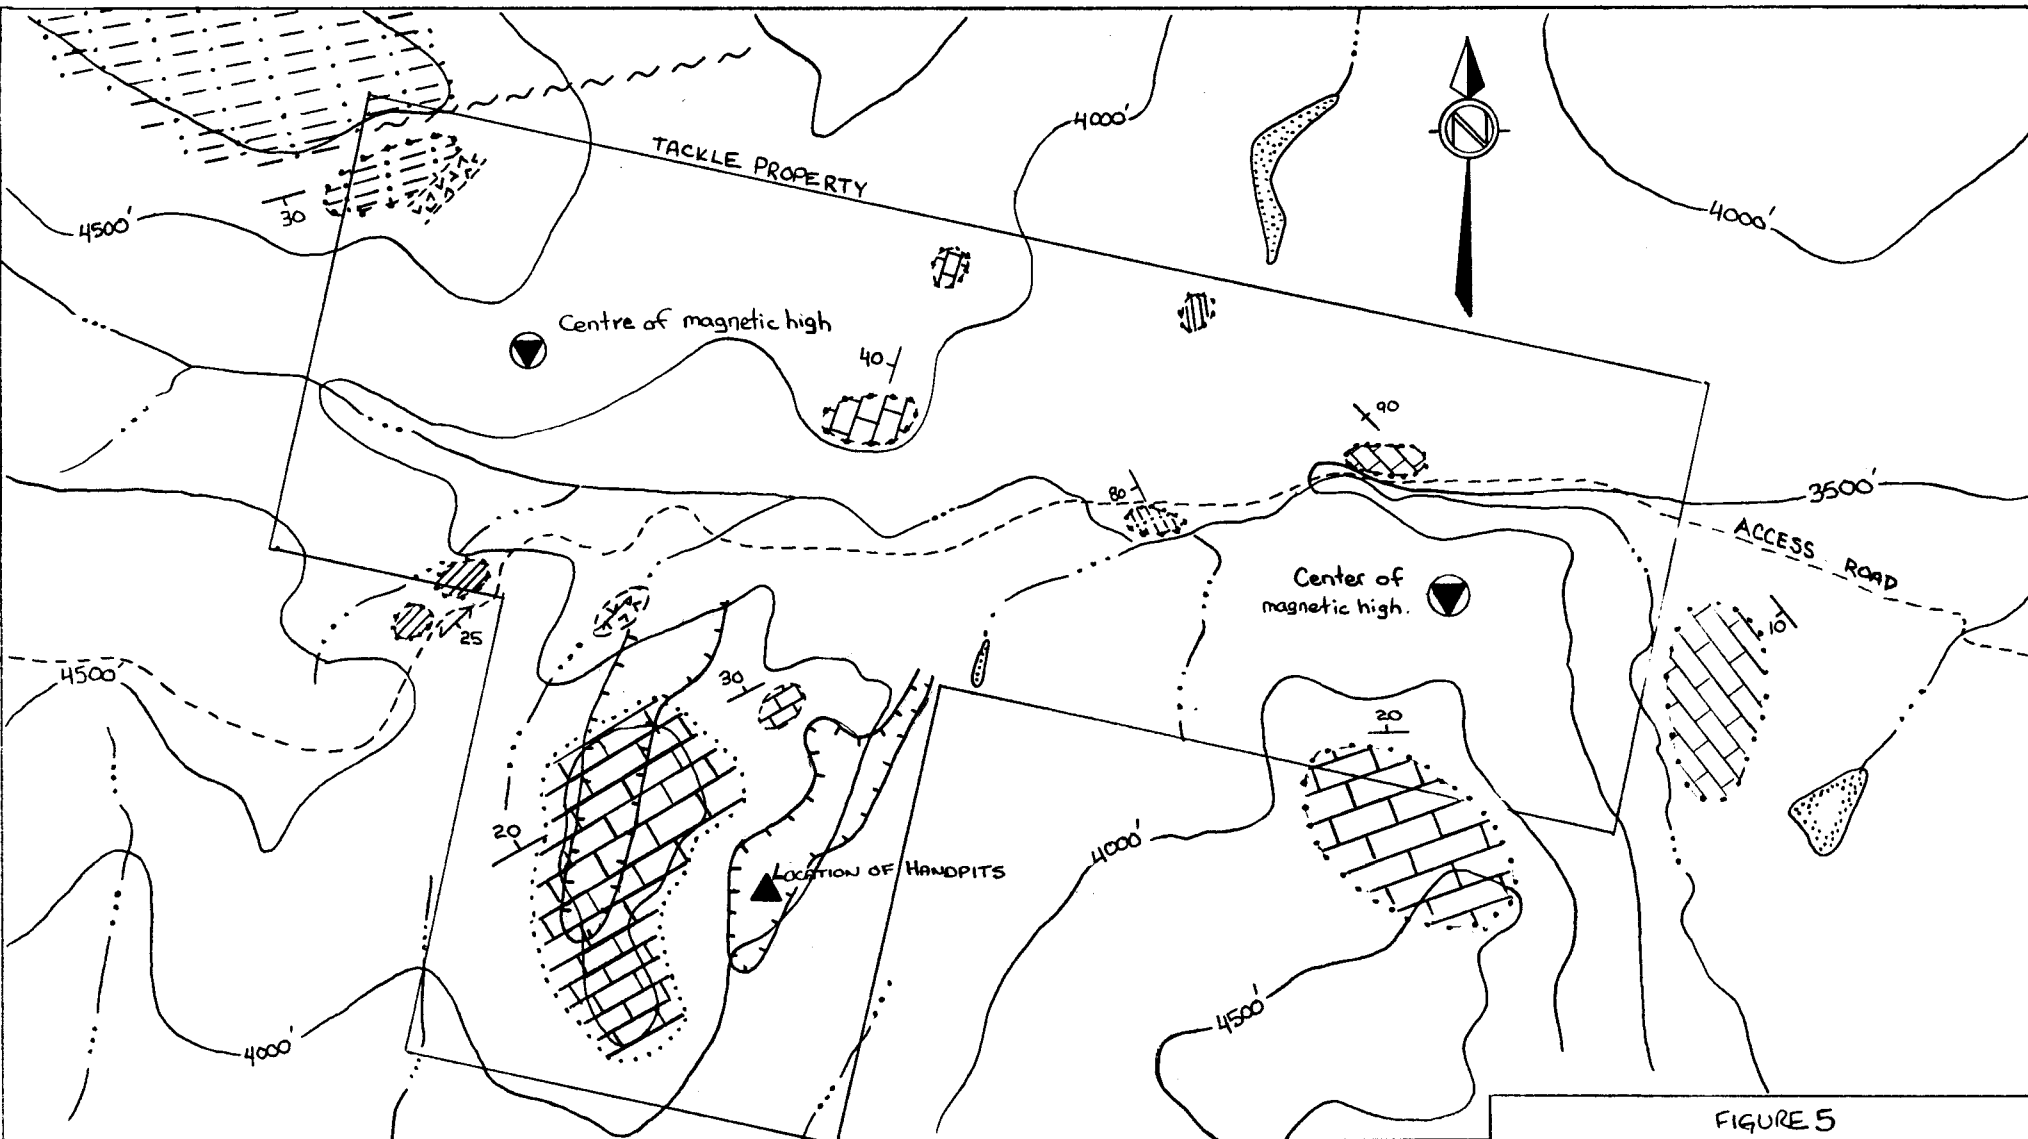 4000'
TACKLE PROPERTY
30
4500'
4000'
N
Centre of magnetic high
40
90
80
3500'
ACCESS ROAD
Center of
magnetic high.
10
25
4500'
30
20
20
4000'
LOCATION OF HANDPITS
4500'
4000'
FIGURE 5